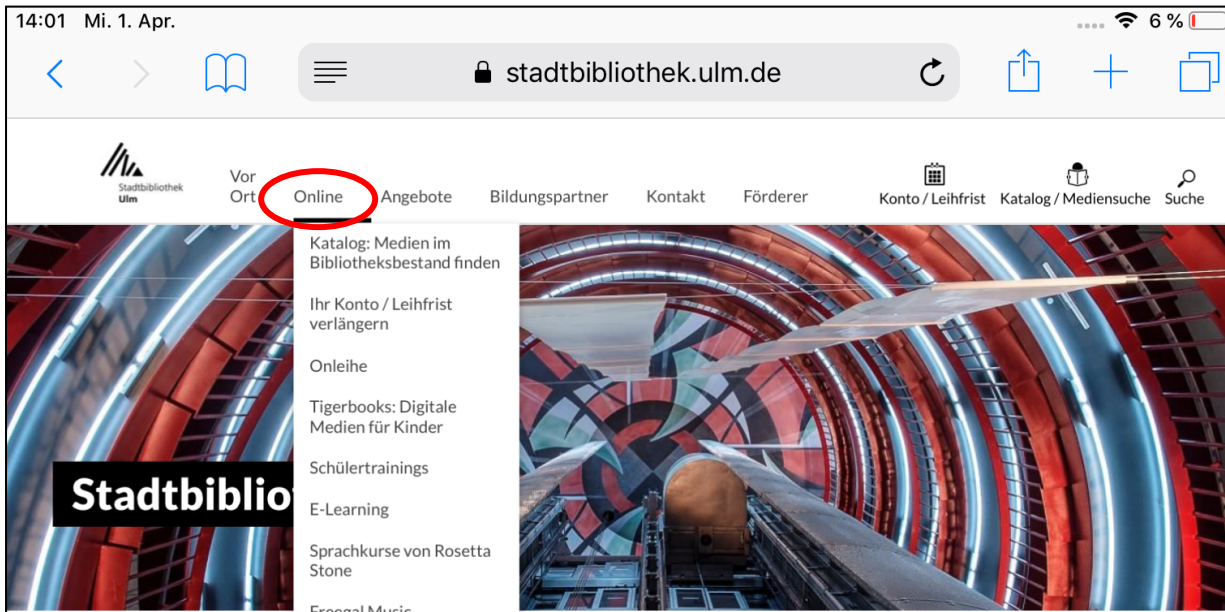 14:01 Mi. 1. Apr.
6 %
stadtbibliothek.ulm.de
Stadtbibliothek
Ulm
Vor
Ort
Online
Angebote
Bildungspartner
Kontakt
Förderer
Konto / Leihfrist
Katalog / Mediensuche
Suche
Katalog: Medien im
Bibliotheksbestand finden
Ihr Konto / Leihfrist
verlängern
Onleihe
Tigerbooks: Digitale
Medien für Kinder
Schülertrainings
E-Learning
Sprachkurse von Rosetta
Stone
Freegal Music
Stadtbiblio